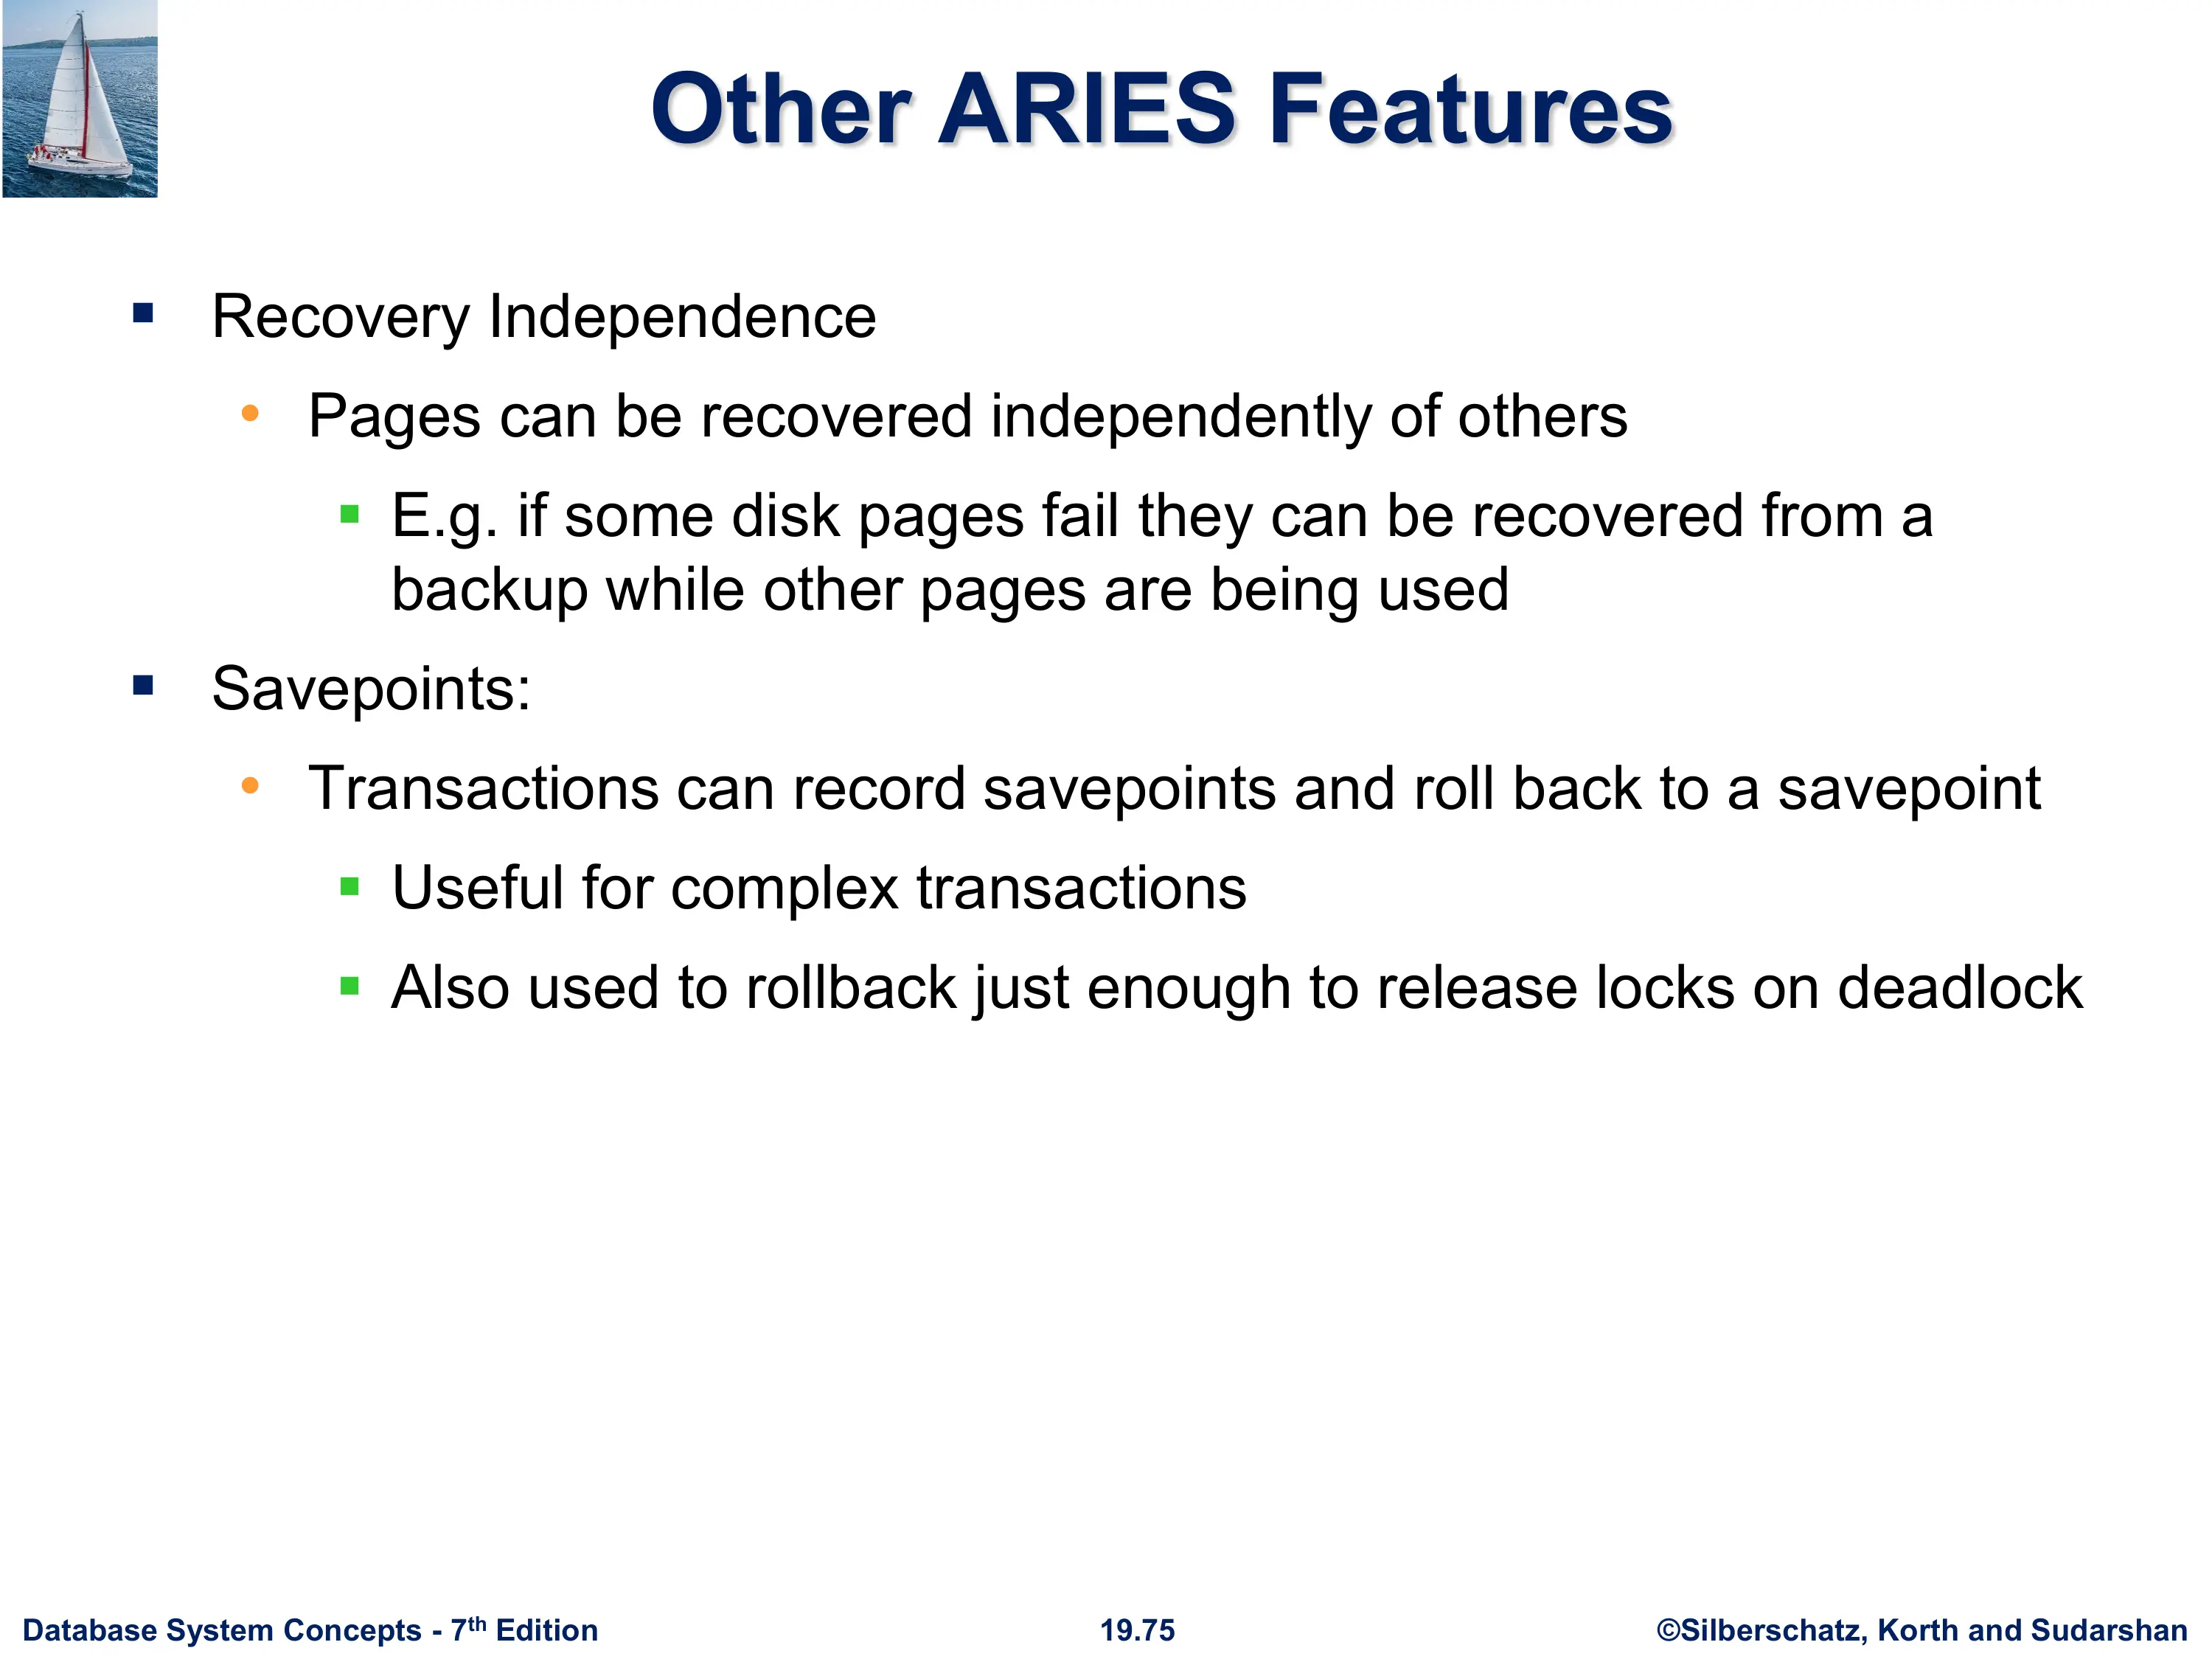 Other ARIES Features
Recovery Independence
Pages can be recovered independently of others
E.g. if some disk pages fail they can be recovered from a
backup while other pages are being used
Savepoints:
Transactions can record savepoints and roll back to a savepoint
Useful for complex transactions
Also used to rollback just enough to release locks on deadlock
Database System Concepts - 7th Edition 19.75 ©Silberschatz, Korth and Sudarshan